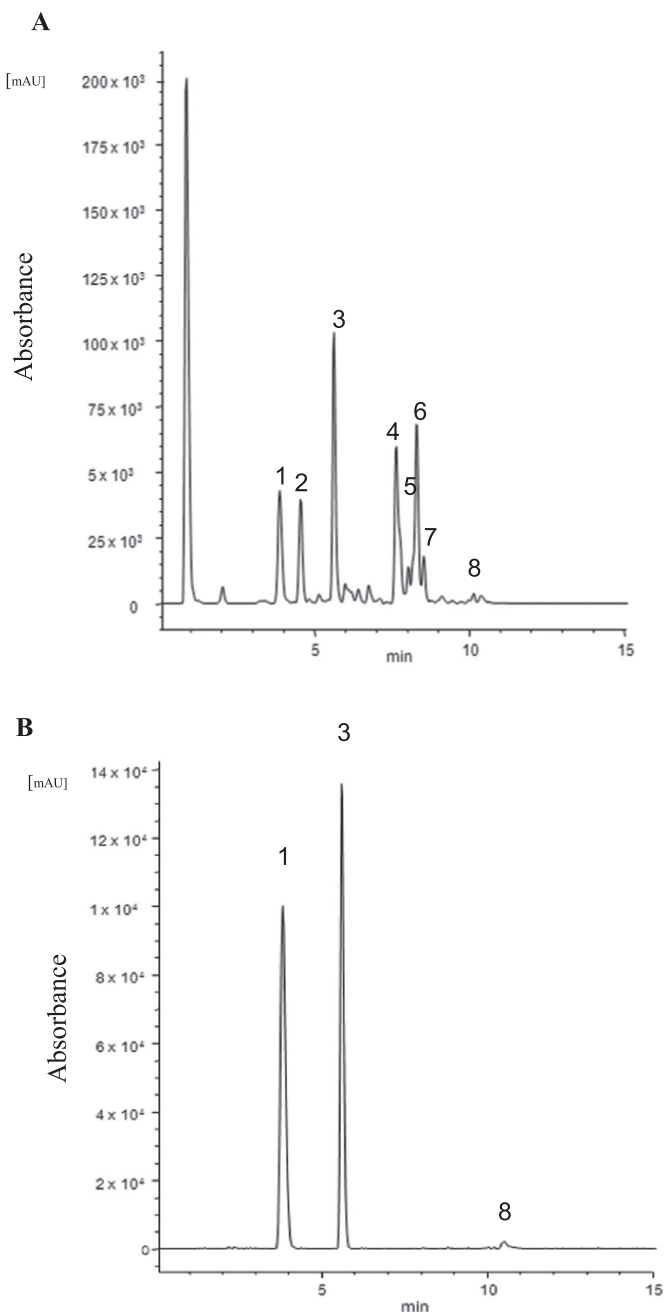 A
[mAU]
200 x 10³
175 x 10³
150 x 10³
125 x 10³
100 x 10³
75 x 10³
5 x 10³
25 x 10³
0
Absorbance
1
2
3
4
5
6
7
8
5
10
15
min
B
[mAU]
14 x 10⁴
12 x 10⁴
1 x 10⁴
8 x 10⁴
6 x 10⁴
4 x 10⁴
2 x 10⁴
0
Absorbance
1
3
8
5
10
15
min